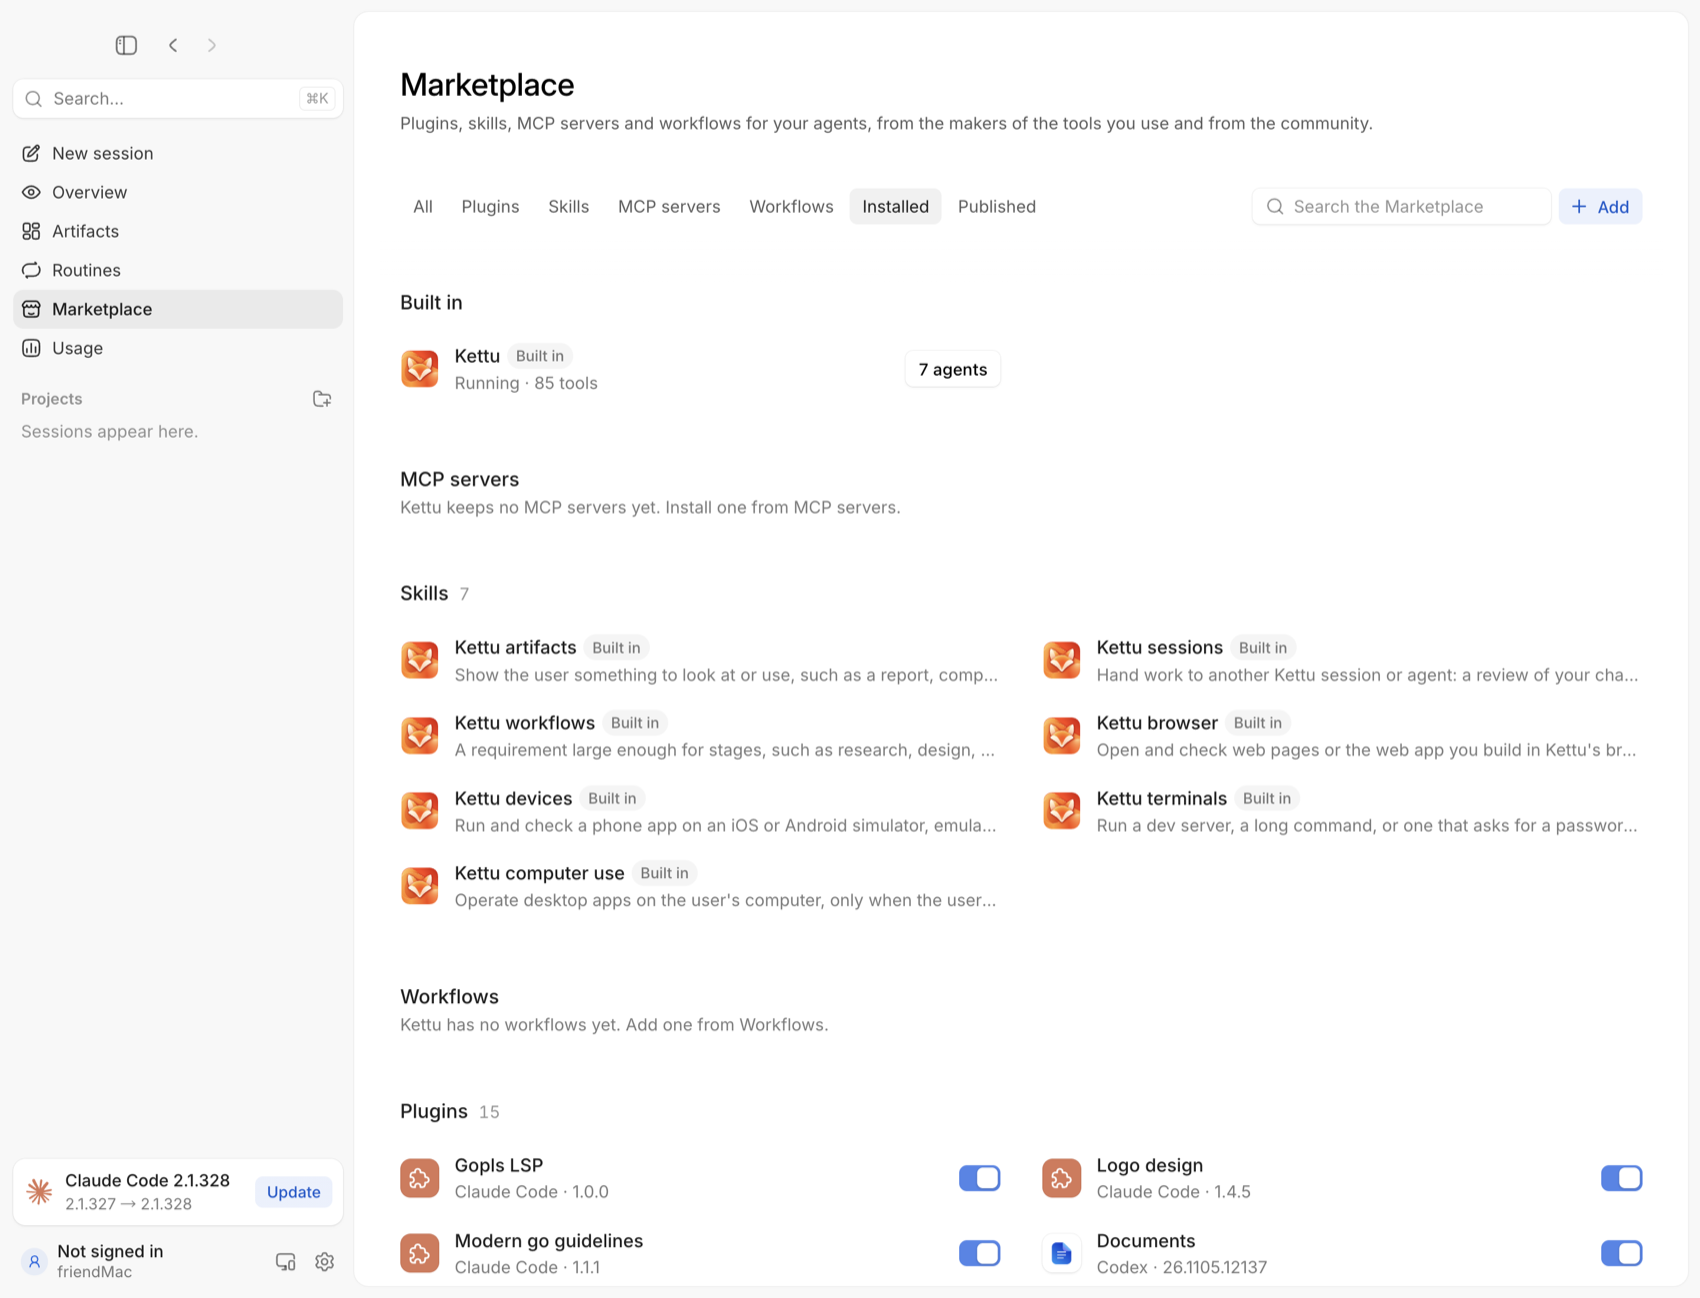 Search...
⌘K
New session
Overview
Artifacts
Routines
Marketplace
Usage
Projects
Sessions appear here.
Claude Code 2.1.328
2.1.327 → 2.1.328
Update
Not signed in
friendMac
Marketplace
Plugins, skills, MCP servers and workflows for your agents, from the makers of the tools you use and from the community.
All Plugins Skills MCP servers Workflows Installed Published
Search the Marketplace
+ Add
Built in
Kettu Built in
Running · 85 tools
7 agents
MCP servers
Kettu keeps no MCP servers yet. Install one from MCP servers.
Skills 7
Kettu artifacts Built in
Show the user something to look at or use, such as a report, comp...
Kettu sessions Built in
Hand work to another Kettu session or agent: a review of your cha...
Kettu workflows Built in
A requirement large enough for stages, such as research, design, ...
Kettu browser Built in
Open and check web pages or the web app you build in Kettu's br...
Kettu devices Built in
Run and check a phone app on an iOS or Android simulator, emula...
Kettu terminals Built in
Run a dev server, a long command, or one that asks for a passwor...
Kettu computer use Built in
Operate desktop apps on the user's computer, only when the user...
Workflows
Kettu has no workflows yet. Add one from Workflows.
Plugins 15
Gopls LSP
Claude Code · 1.0.0
Logo design
Claude Code · 1.4.5
Modern go guidelines
Claude Code · 1.1.1
Documents
Codex · 26.1105.12137